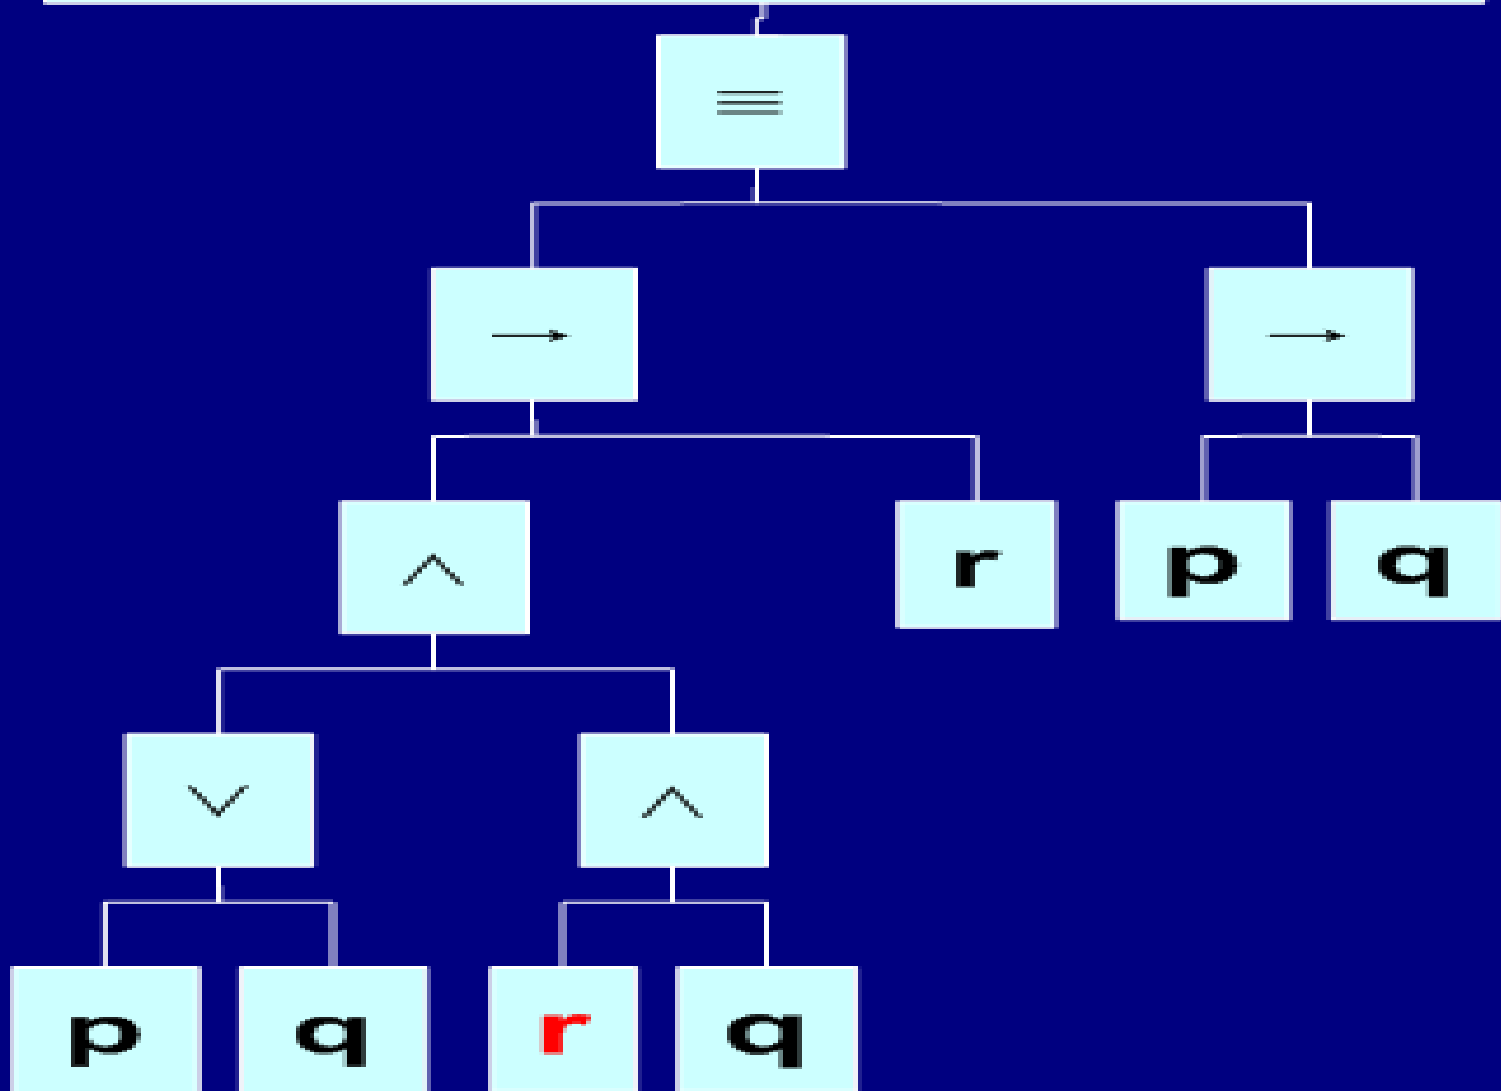 ≡
→ →
∧ r p q
∨ ∧
p q r q